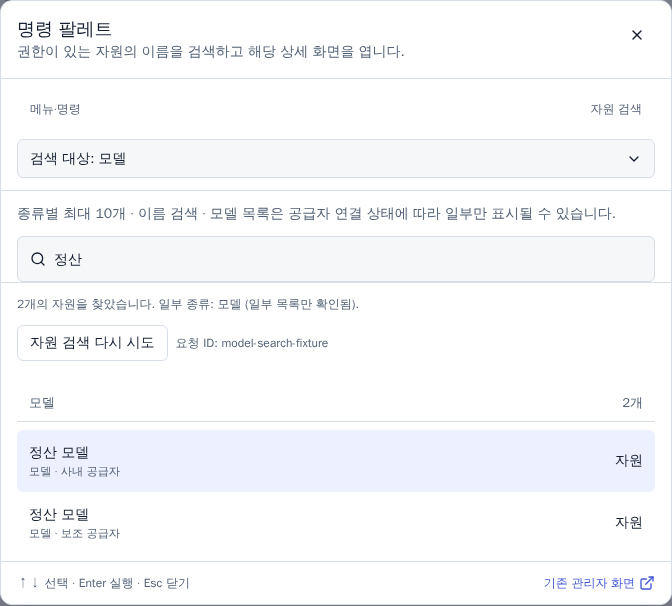 명령 팔레트
권한이 있는 자원의 이름을 검색하고 해당 상세 화면을 엽니다.
메뉴·명령 자원 검색
검색 대상: 모델
종류별 최대 10개 · 이름 검색 · 모델 목록은 공급자 연결 상태에 따라 일부만 표시될 수 있습니다.
정산
2개의 자원을 찾았습니다. 일부 종류: 모델 (일부 목록만 확인됨).
자원 검색 다시 시도 요청 ID: model-search-fixture
모델 2개
정산 모델
모델 · 사내 공급자
자원
정산 모델
모델 · 보조 공급자
자원
↑ ↓ 선택 · Enter 실행 · Esc 닫기 기존 관리자 화면